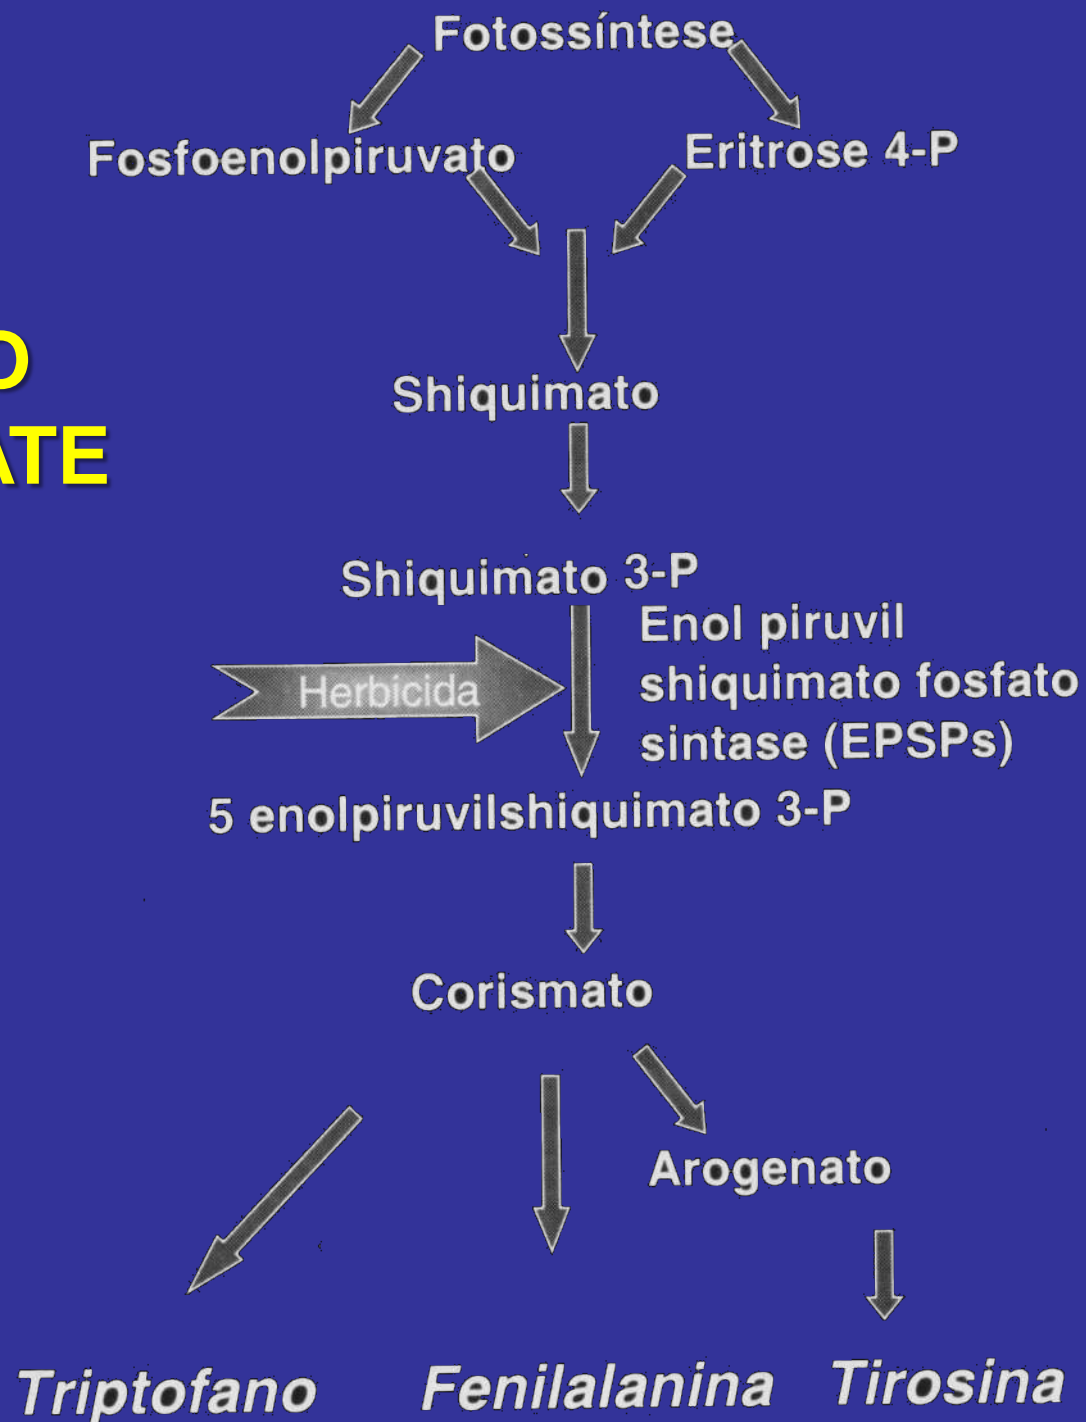 Fotossíntese
Fosfoenolpiruvato
Eritrose 4-P
O
ATE
Shiquimato
Shiquimato 3-P
Enol piruvil
shiquimato fosfato
sintase (EPSPs)
Herbicida
5 enolpiruvilshiquimato 3-P
Corismato
Arogenato
Triptofano
Fenilalanina
Tirosina